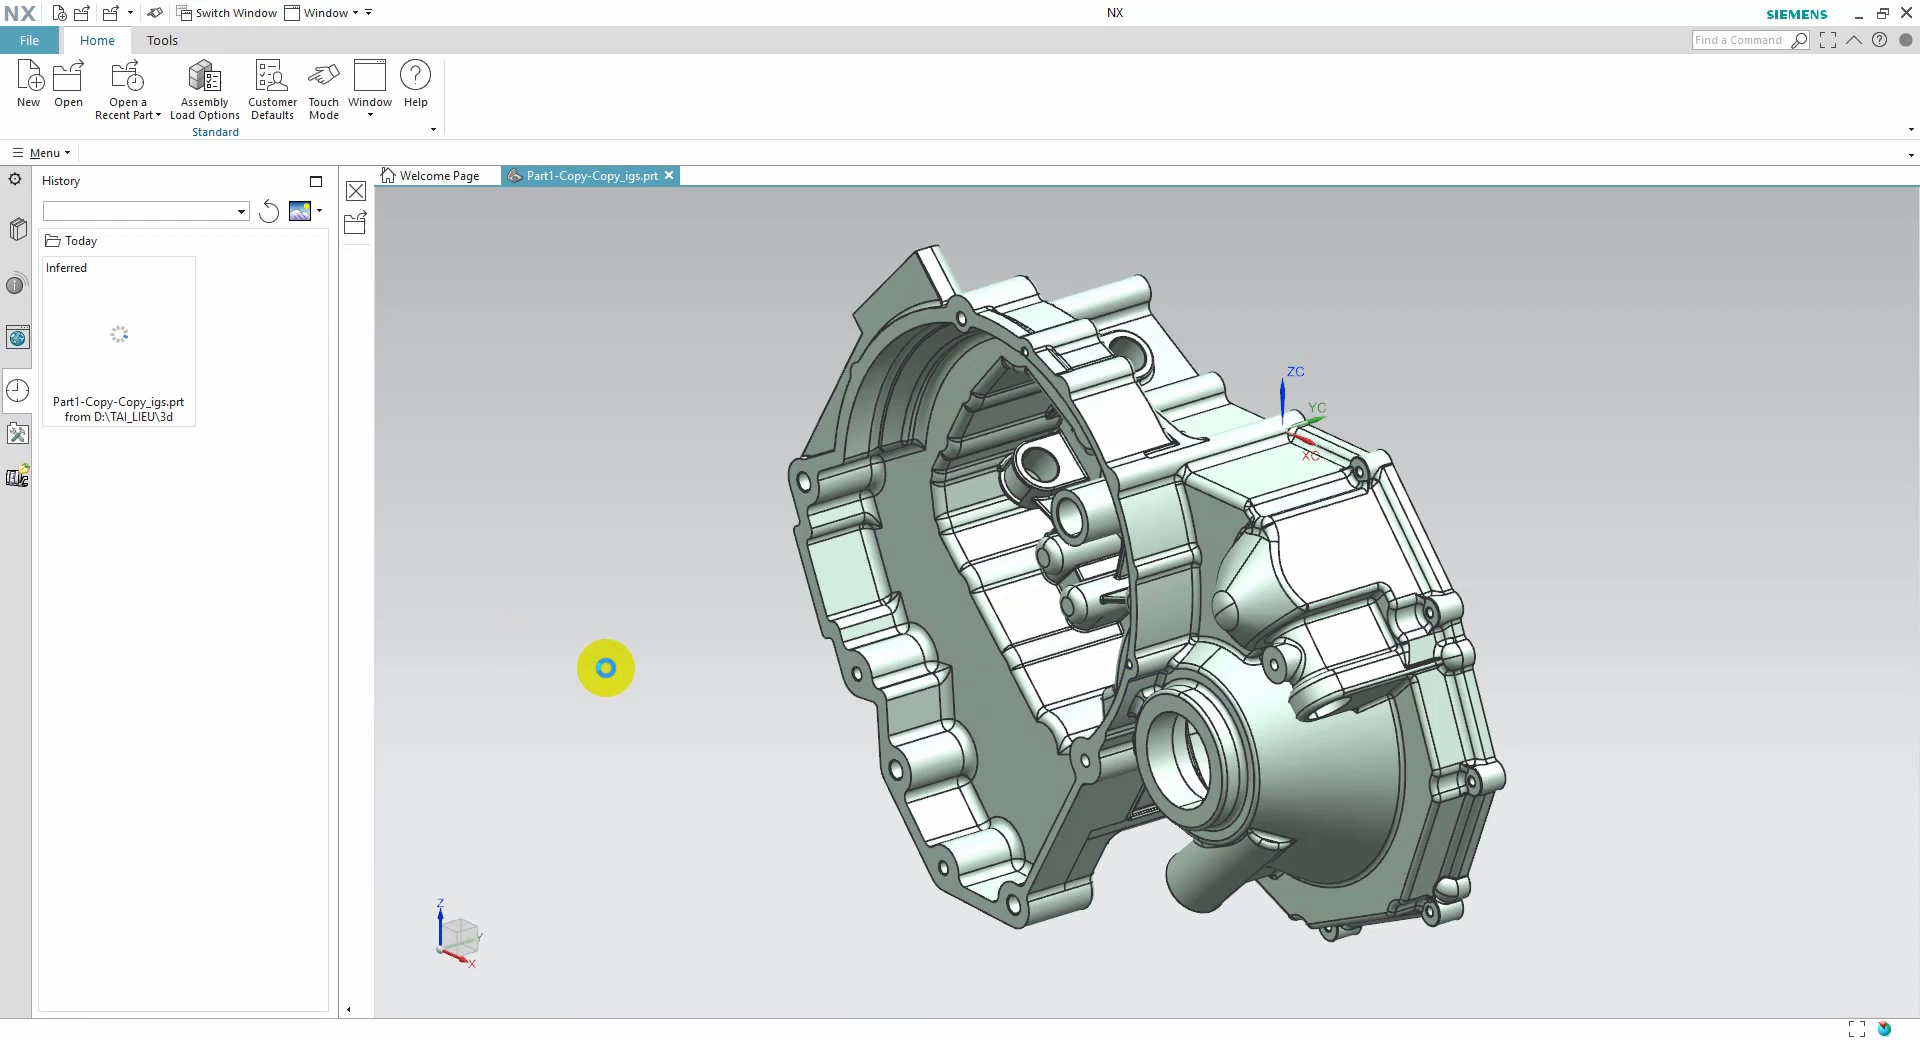 NX
Switch Window
Window
NX
SIEMENS
File
Home
Tools
Find a Command
New
Open
Open a
Recent Part
Assembly
Load Options
Customer
Defaults
Touch
Mode
Window
Help
Standard
Menu
History
Welcome Page
Part1-Copy-Copy_igs.prt
Today
Inferred
Part1-Copy-Copy_igs.prt
from D:\TAI_LIEU\3d
ZC
YC
XC
Z
Y
X